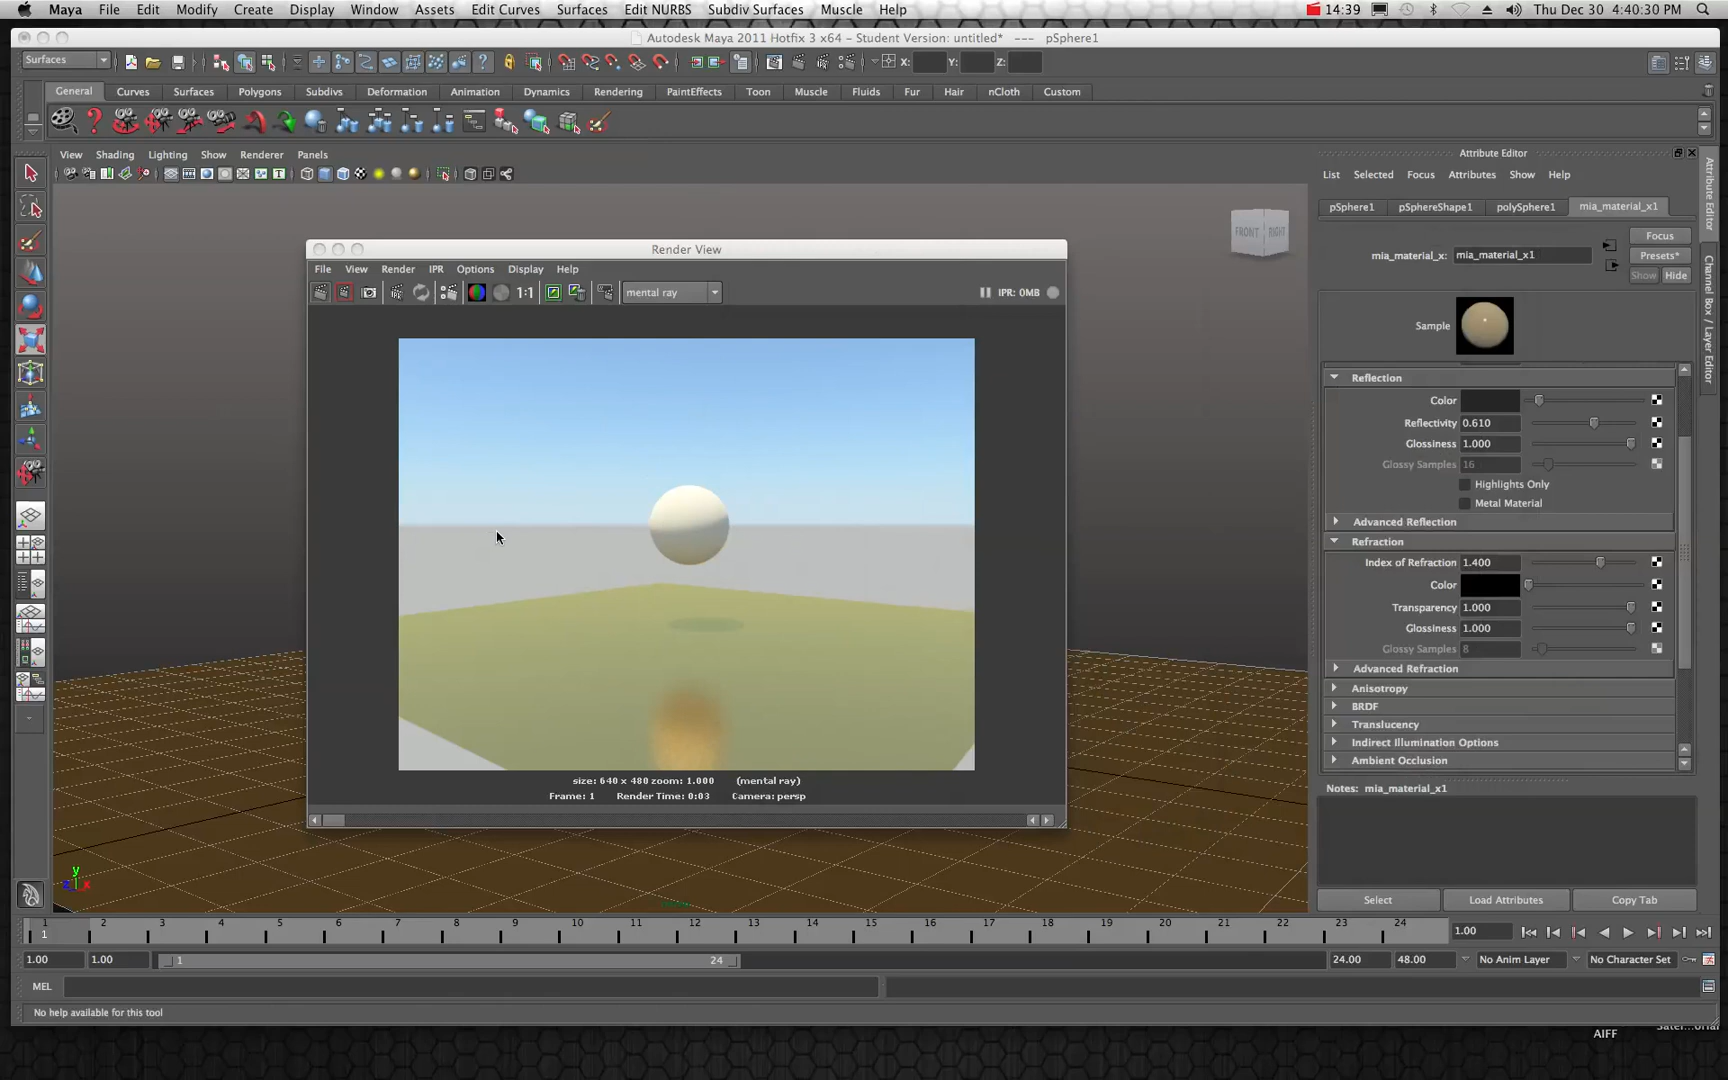 Maya File Edit Modify Create Display Window Assets Edit Curves Surfaces Edit NURBS Subdiv Surfaces Muscle Help 14:39 Thu Dec 30 4:40:30 PM
Autodesk Maya 2011 Hotfix 3 x64 - Student Version: untitled* --- pSphere1
Surfaces X: Y: Z:
General Curves Surfaces Polygons Subdivs Deformation Animation Dynamics Rendering PaintEffects Toon Muscle Fluids Fur Hair nCloth Custom
View Shading Lighting Show Renderer Panels
FRONT RIGHT
Render View
File View Render IPR Options Display Help
1:1 mental ray IPR: 0MB
size: 640 x 480 zoom: 1.000 (mental ray)
Frame: 1 Render Time: 0:03 Camera: persp
y
z x
Attribute Editor
List Selected Focus Attributes Show Help
pSphere1 pSphereShape1 polySphere1 mia_material_x1
Focus
mia_material_x: mia_material_x1 Presets*
Show Hide
Sample
Reflection
Color
Reflectivity 0.610
Glossiness 1.000
Glossy Samples 16
Highlights Only
Metal Material
Advanced Reflection
Refraction
Index of Refraction 1.400
Color
Transparency 1.000
Glossiness 1.000
Glossy Samples 8
Advanced Refraction
Anisotropy
BRDF
Translucency
Indirect Illumination Options
Ambient Occlusion
Notes: mia_material_x1
Select Load Attributes Copy Tab
Attribute Editor
Channel Box / Layer Editor
1 2 3 4 5 6 7 8 9 10 11 12 13 14 15 16 17 18 19 20 21 22 23 24
1 1.00
1.00 1.00 1 24 24.00 48.00 No Anim Layer No Character Set
MEL
No help available for this tool
AIFF